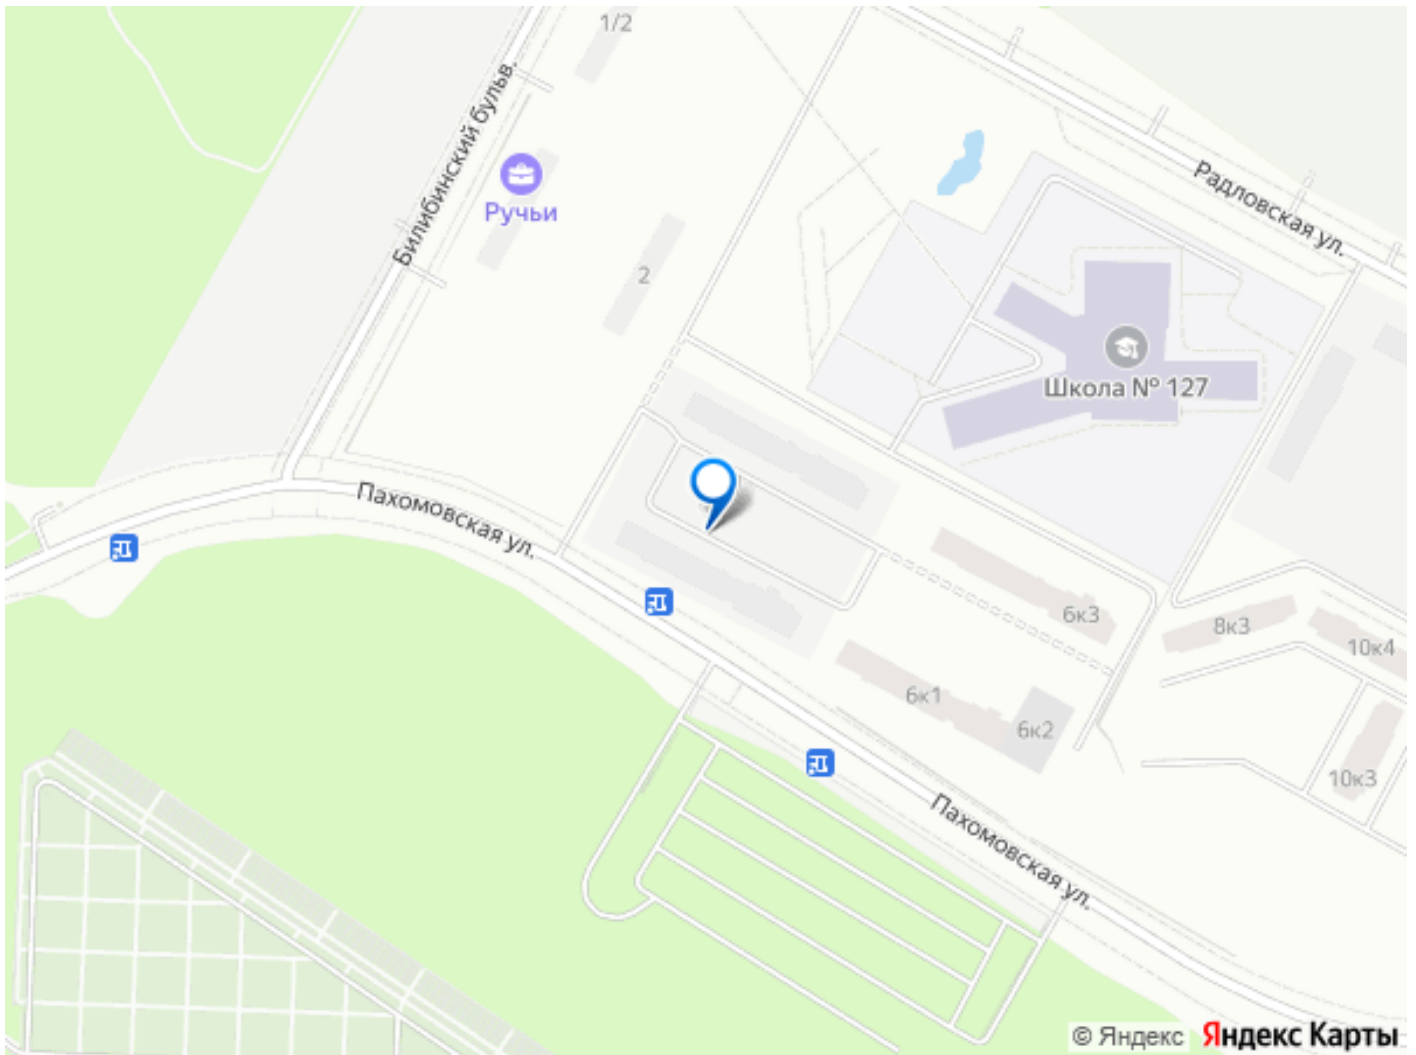 1/2
Билибинский бульв.
Ручьи
2
Радловская ул.
Школа № 127
Пахомовская ул.
6к3
8к3
10к4
6к1
6к2
10к3
Пахомовская ул.
© Яндекс Яндекс Карты